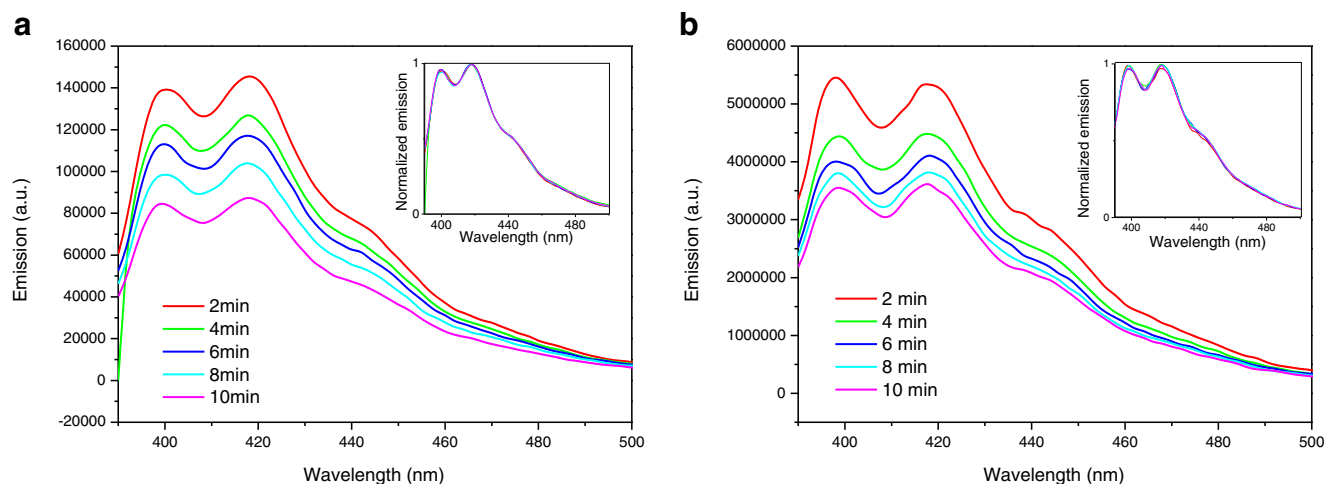 a
160000
140000
120000
100000
80000
60000
40000
20000
0
-20000
Emission (a.u.)
400
420
440
460
480
500
Wavelength (nm)
2min
4min
6min
8min
10min
1
0
Normalized emission
400
440
480
Wavelength (nm)
b
6000000
5000000
4000000
3000000
2000000
1000000
0
Emission (a.u.)
400
420
440
460
480
500
Wavelength (nm)
2 min
4 min
6 min
8 min
10 min
1
0
Normalized emission
400
440
480
Wavelength (nm)